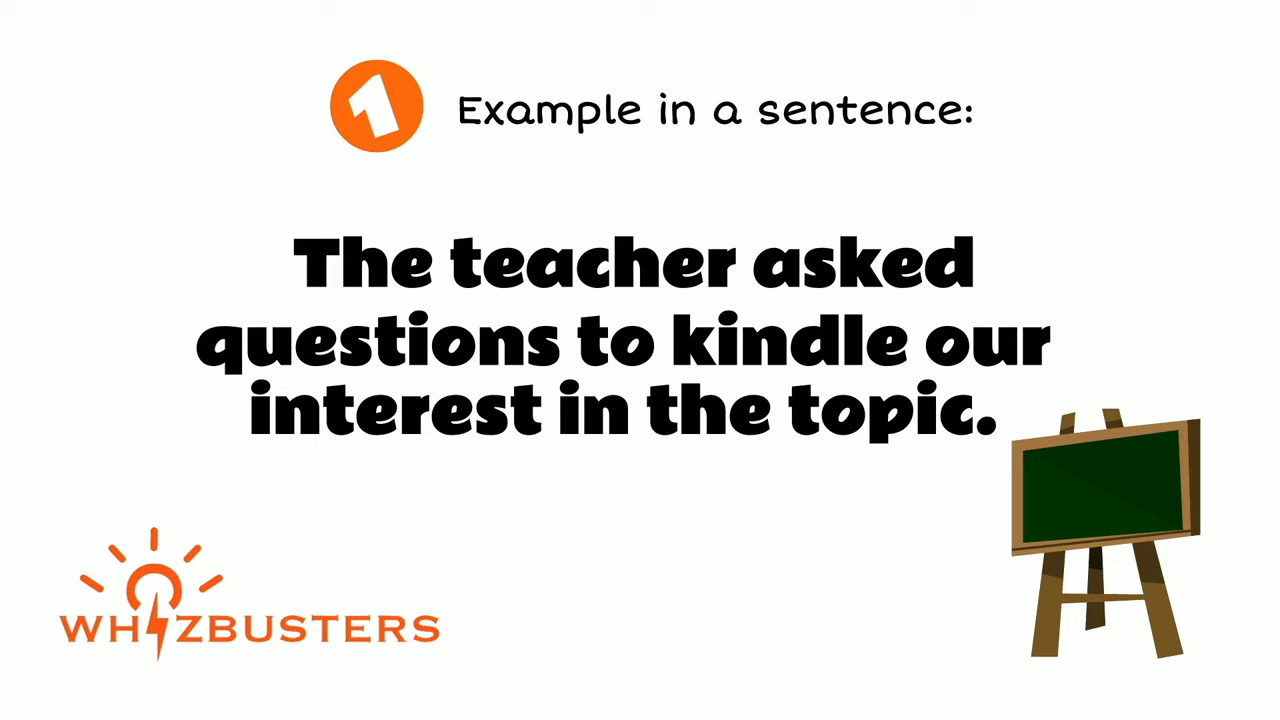 1 Example in a sentence:
The teacher asked
questions to kindle our
interest in the topic.
WHIZBUSTERS